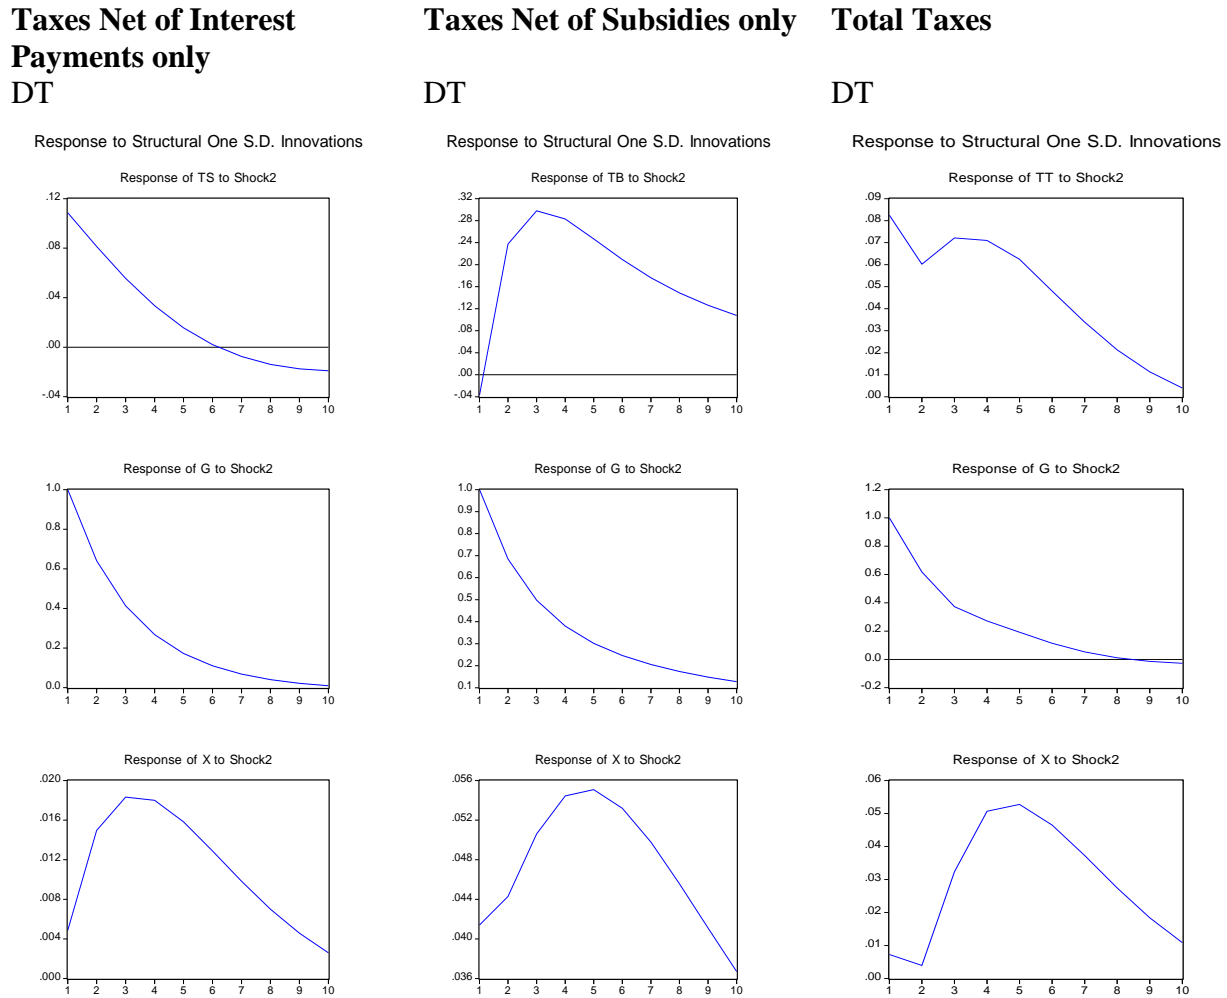 Taxes Net of Interest
Payments only
Taxes Net of Subsidies only
Total Taxes
DT
DT
DT
Response to Structural One S.D. Innovations
Response to Structural One S.D. Innovations
Response to Structural One S.D. Innovations
Response of TS to Shock2
.12
.08
.04
.00
-.04
1 2 3 4 5 6 7 8 9 10
Response of TB to Shock2
.32
.28
.24
.20
.16
.12
.08
.04
.00
-.04
1 2 3 4 5 6 7 8 9 10
Response of TT to Shock2
.09
.08
.07
.06
.05
.04
.03
.02
.01
.00
1 2 3 4 5 6 7 8 9 10
Response of G to Shock2
1.0
0.8
0.6
0.4
0.2
0.0
1 2 3 4 5 6 7 8 9 10
Response of G to Shock2
1.0
0.9
0.8
0.7
0.6
0.5
0.4
0.3
0.2
0.1
1 2 3 4 5 6 7 8 9 10
Response of G to Shock2
1.2
1.0
0.8
0.6
0.4
0.2
0.0
-0.2
1 2 3 4 5 6 7 8 9 10
Response of X to Shock2
.020
.016
.012
.008
.004
.000
1 2 3 4 5 6 7 8 9 10
Response of X to Shock2
.056
.052
.048
.044
.040
.036
1 2 3 4 5 6 7 8 9 10
Response of X to Shock2
.06
.05
.04
.03
.02
.01
.00
1 2 3 4 5 6 7 8 9 10